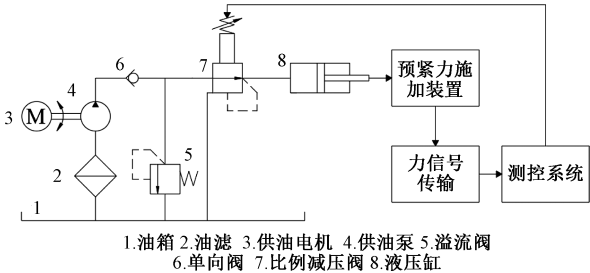 6
7
8
预紧力施
加装置
4
3
M
2
5
力信号
传输
测控系统
1
1.油箱 2.油滤 3.供油电机 4.供油泵 5.溢流阀
6.单向阀 7.比例减压阀 8.液压缸